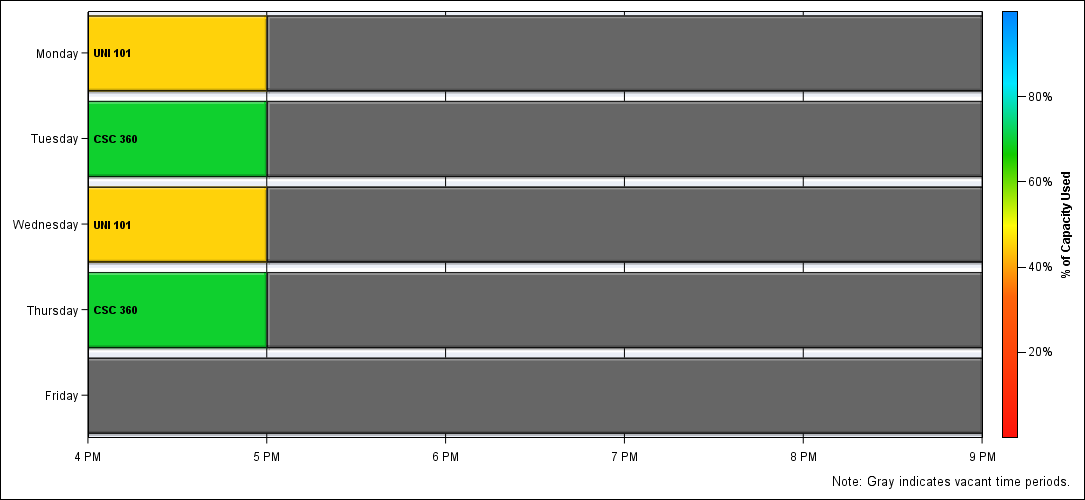 Monday
UNI 101
Tuesday
CSC 360
Wednesday
UNI 101
Thursday
CSC 360
Friday
4 PM
5 PM
6 PM
7 PM
8 PM
9 PM
80%
60%
40%
20%
% of Capacity Used
Note: Gray indicates vacant time periods.